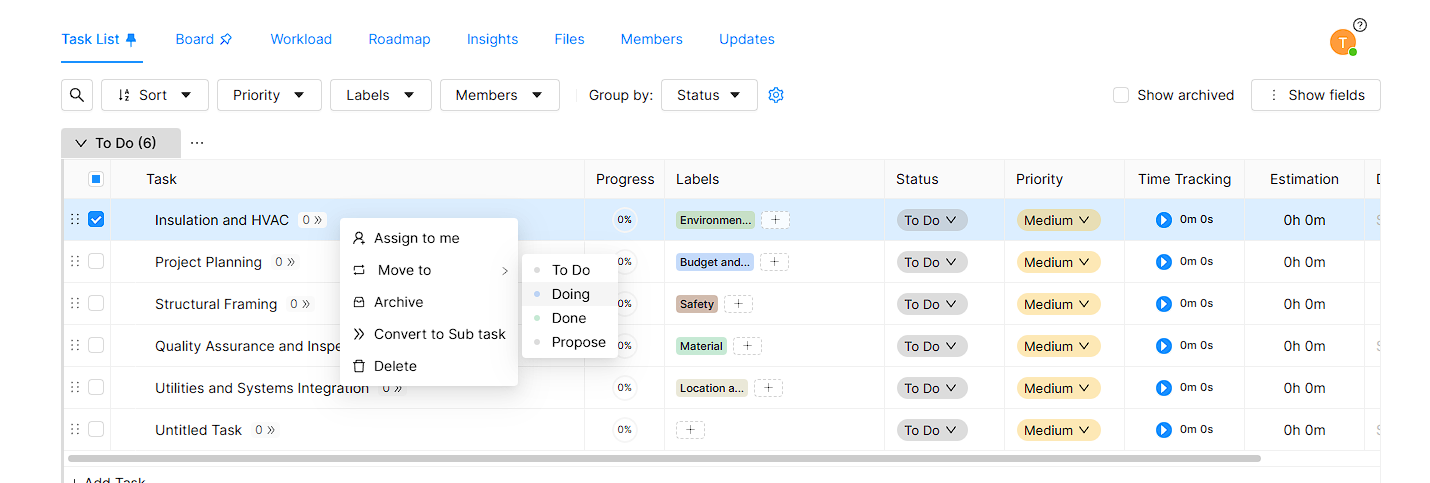 Task List Board Workload Roadmap Insights Files Members Updates
?
T
Sort Priority Labels Members Group by: Status Show archived Show fields
To Do (6) ...
Task Progress Labels Status Priority Time Tracking Estimation
Insulation and HVAC 0 0% Environmen... + To Do Medium 0m 0s 0h 0m
Assign to me
Project Planning 0 0% Budget and... + To Do Medium 0m 0s 0h 0m
Move to
To Do
Doing
Structural Framing 0 0% Safety + To Do Medium 0m 0s 0h 0m
Archive
Done
Convert to Sub task
Propose
Quality Assurance and Inspe 0% Material + To Do Medium 0m 0s 0h 0m
Delete
Utilities and Systems Integration 0 0% Location a... + To Do Medium 0m 0s 0h 0m
Untitled Task 0 0% + To Do Medium 0m 0s 0h 0m
+ Add Task